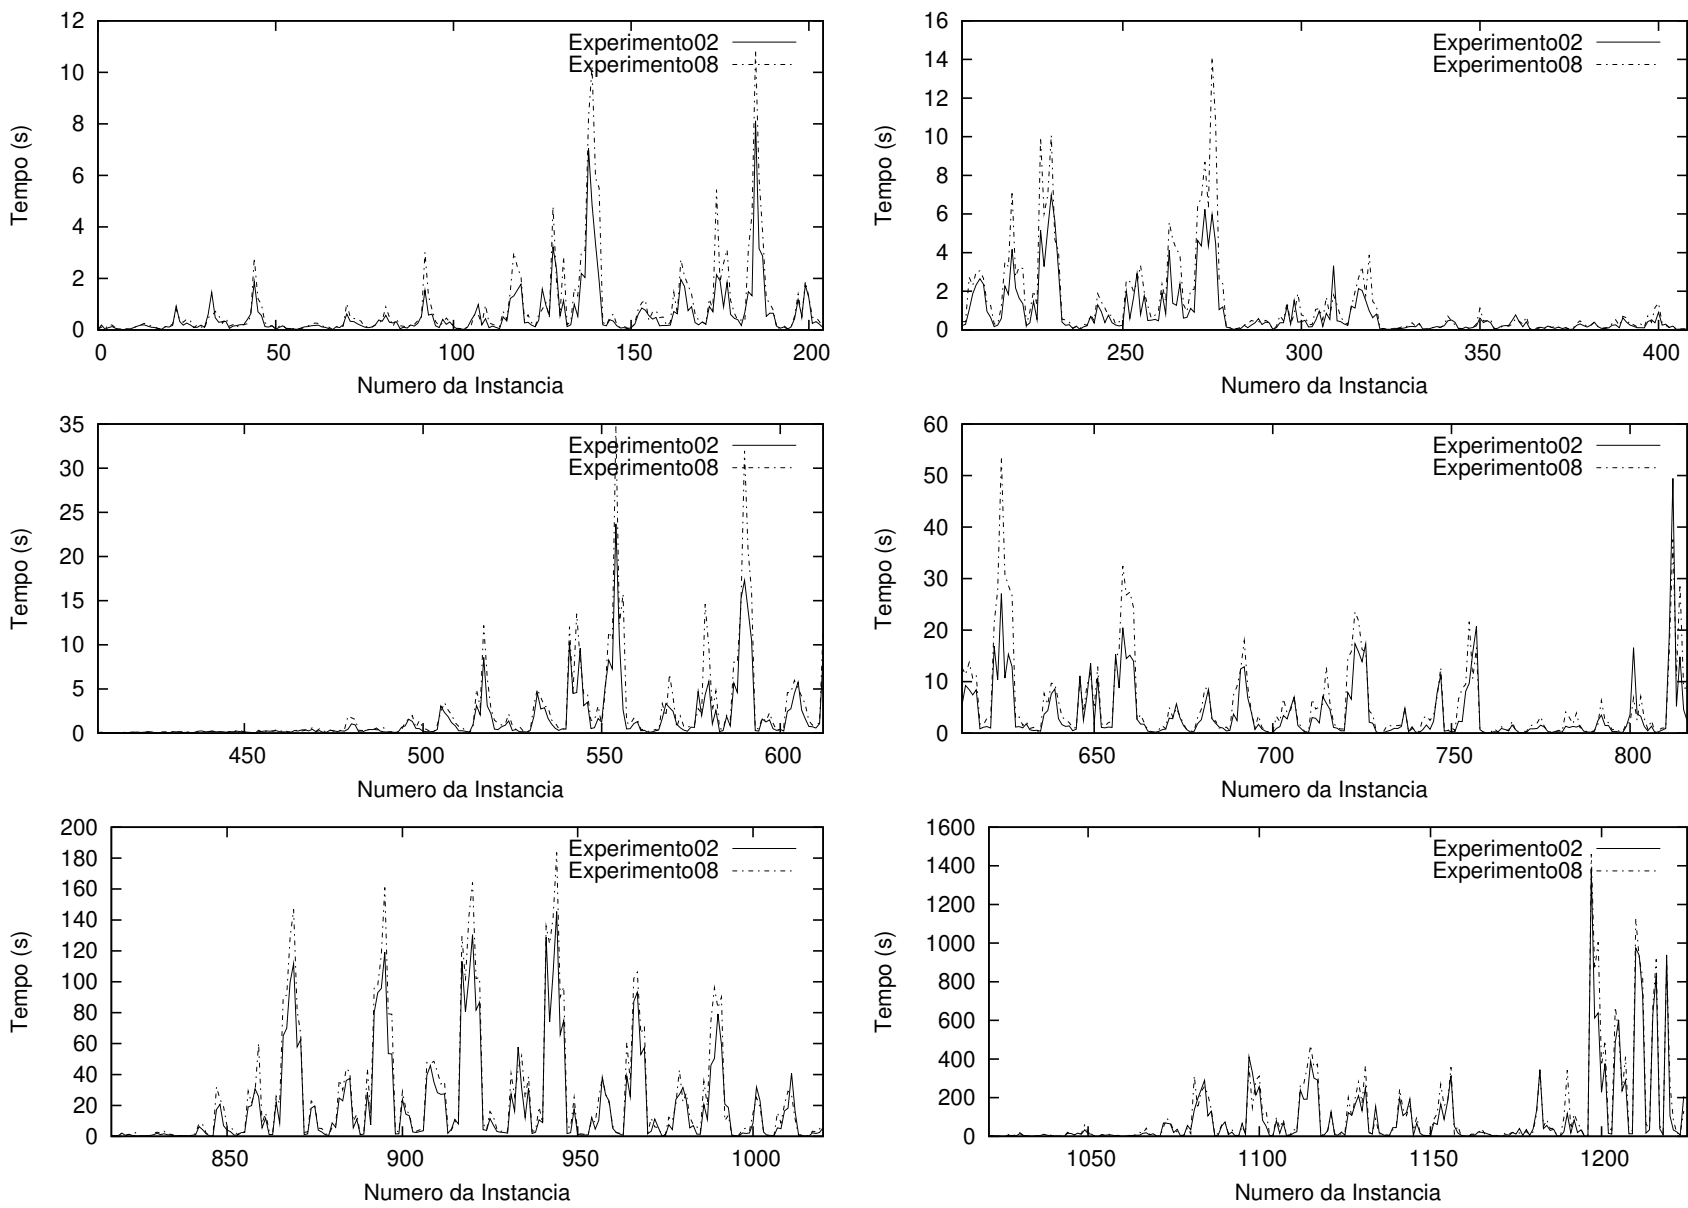 12
10
8
6
4
2
0
0 50 100 150 200
Tempo (s)
Numero da Instancia
Experimento02
Experimento08
16
14
12
10
8
6
4
2
0
250 300 350 400
Tempo (s)
Numero da Instancia
Experimento02
Experimento08
35
30
25
20
15
10
5
0
450 500 550 600
Tempo (s)
Numero da Instancia
Experimento02
Experimento08
60
50
40
30
20
10
0
650 700 750 800
Tempo (s)
Numero da Instancia
Experimento02
Experimento08
200
180
160
140
120
100
80
60
40
20
0
850 900 950 1000
Tempo (s)
Numero da Instancia
Experimento02
Experimento08
1600
1400
1200
1000
800
600
400
200
0
1050 1100 1150 1200
Tempo (s)
Numero da Instancia
Experimento02
Experimento08